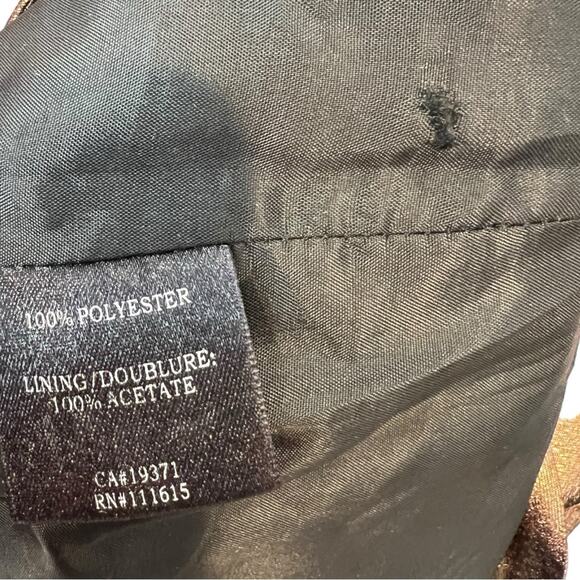 100% POLYESTER
LINING/DOUBLURE:
100% ACETATE
CA#19371
RN#111615